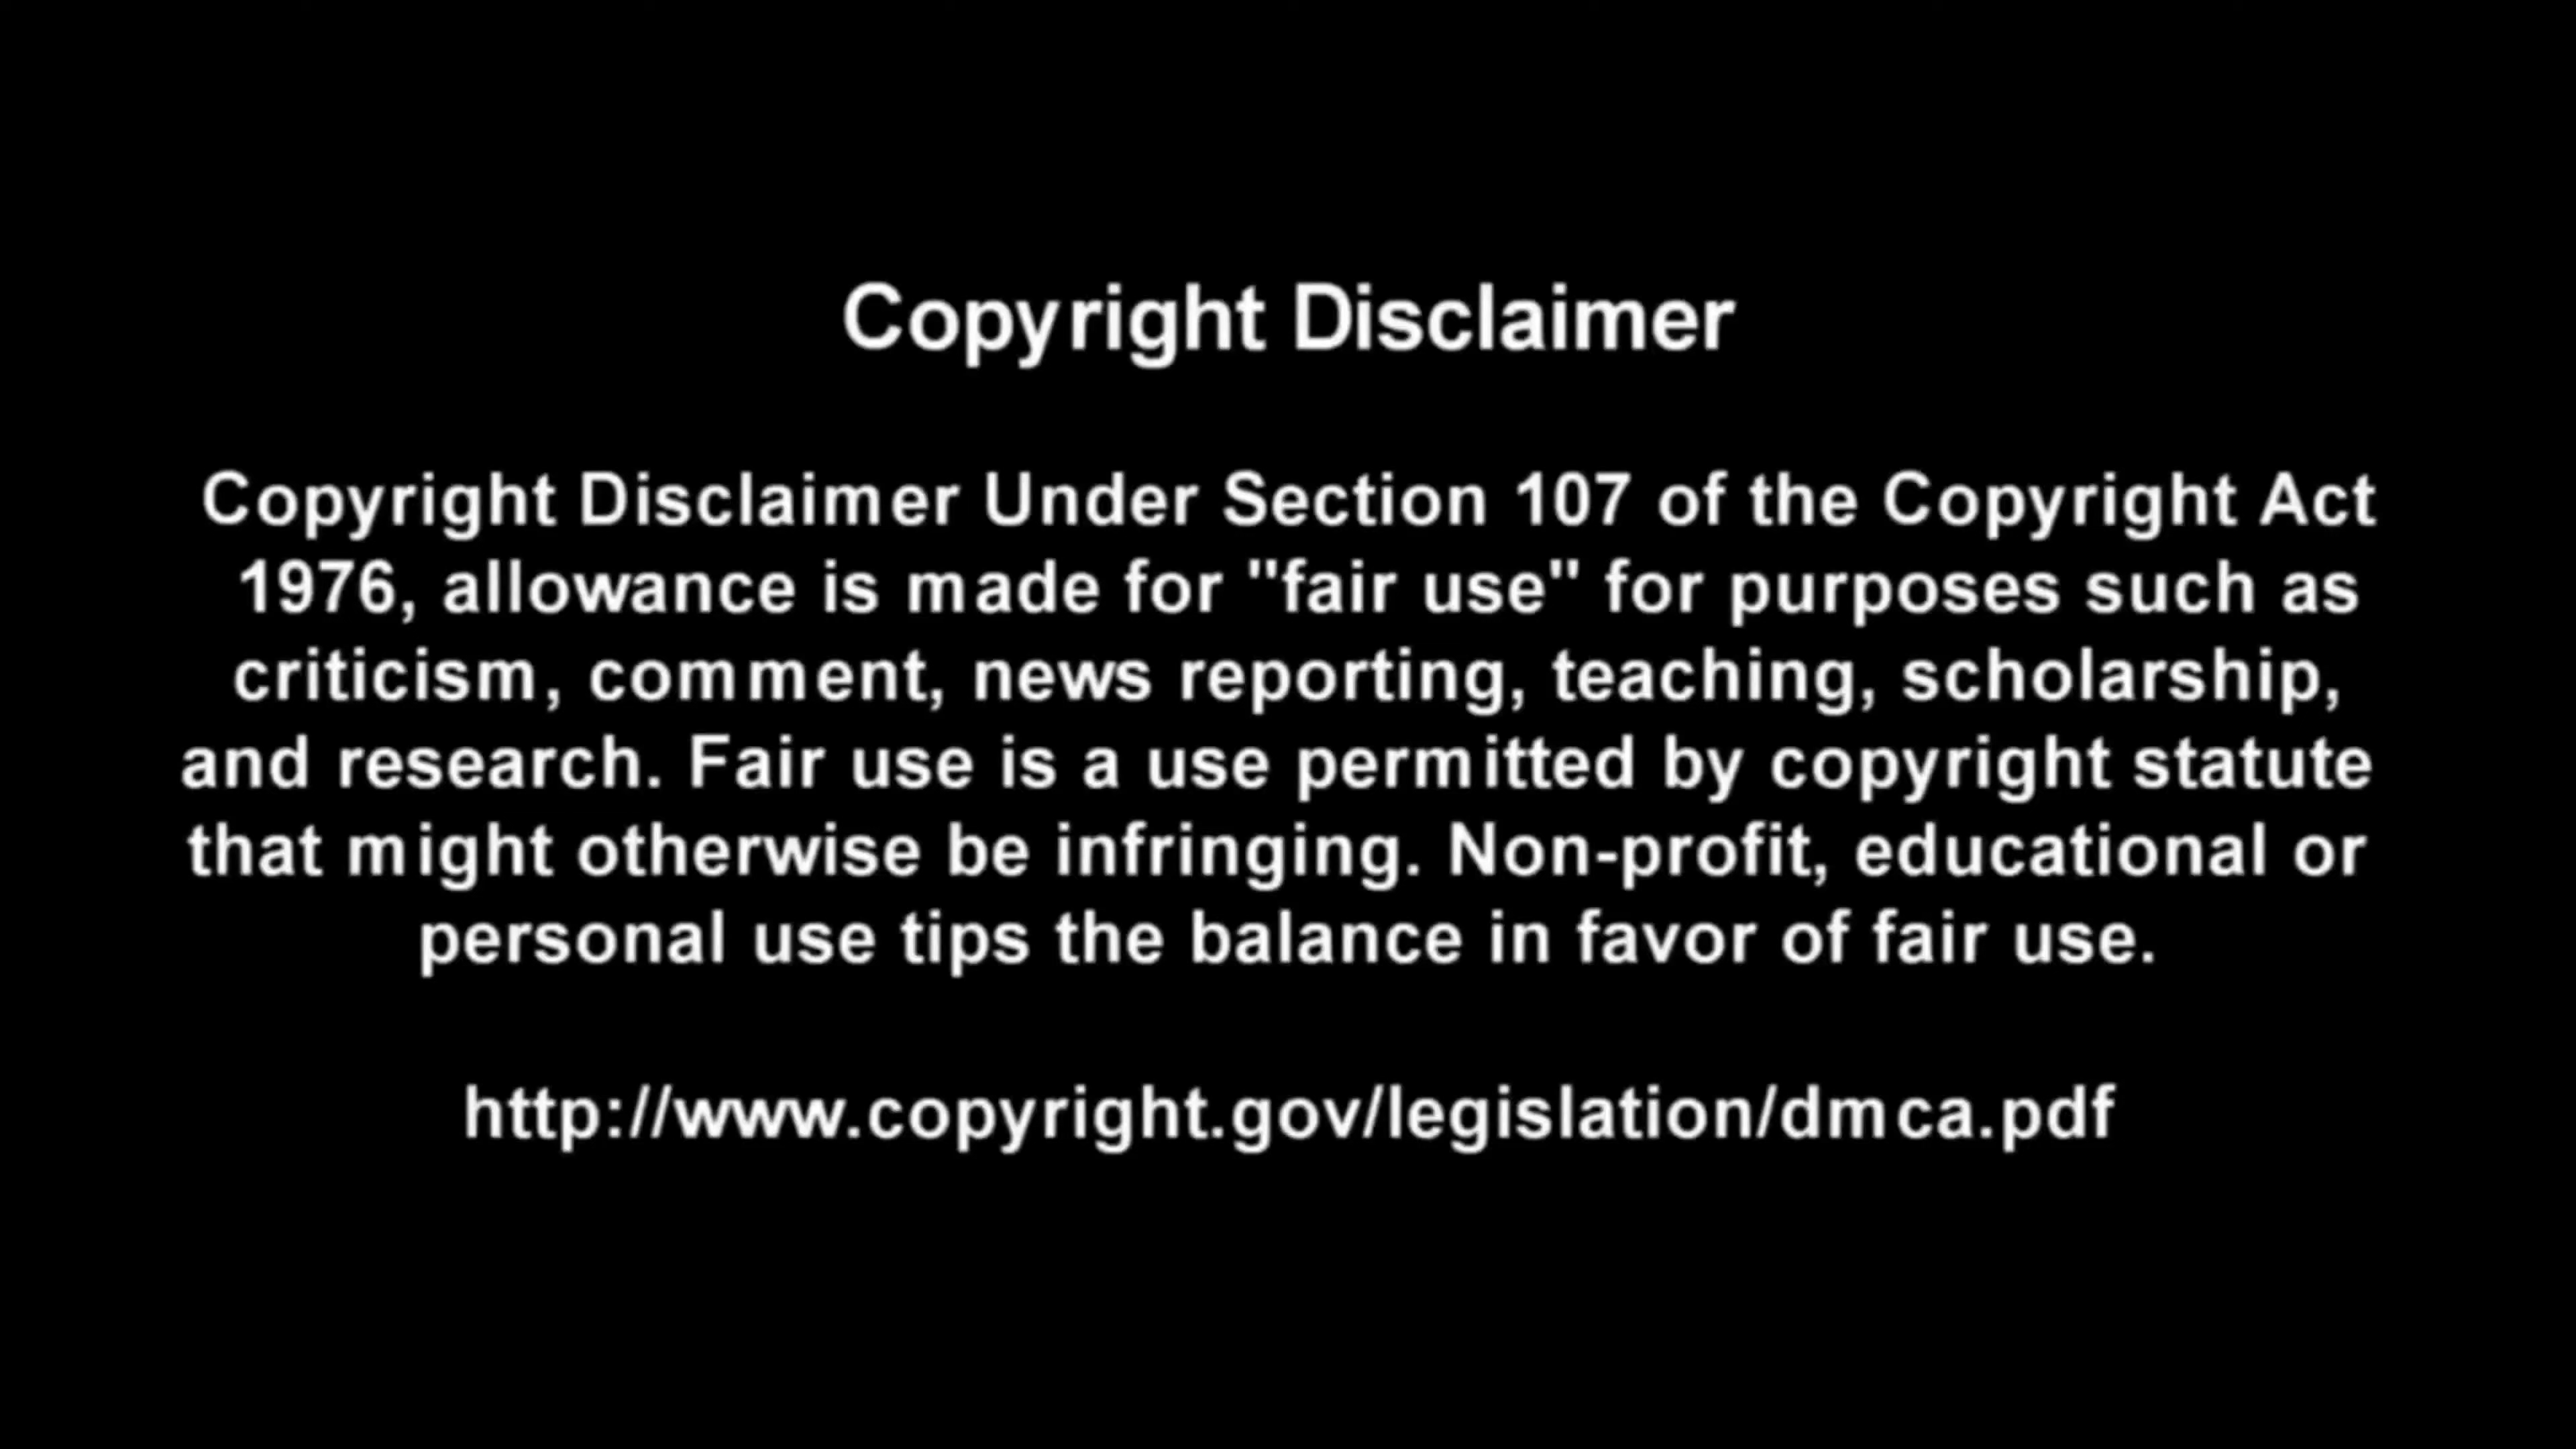 Copyright Disclaimer
Copyright Disclaimer Under Section 107 of the Copyright Act
1976, allowance is made for "fair use" for purposes such as
criticism, comment, news reporting, teaching, scholarship,
and research. Fair use is a use permitted by copyright statute
that might otherwise be infringing. Non-profit, educational or
personal use tips the balance in favor of fair use.
http://www.copyright.gov/legislation/dmca.pdf